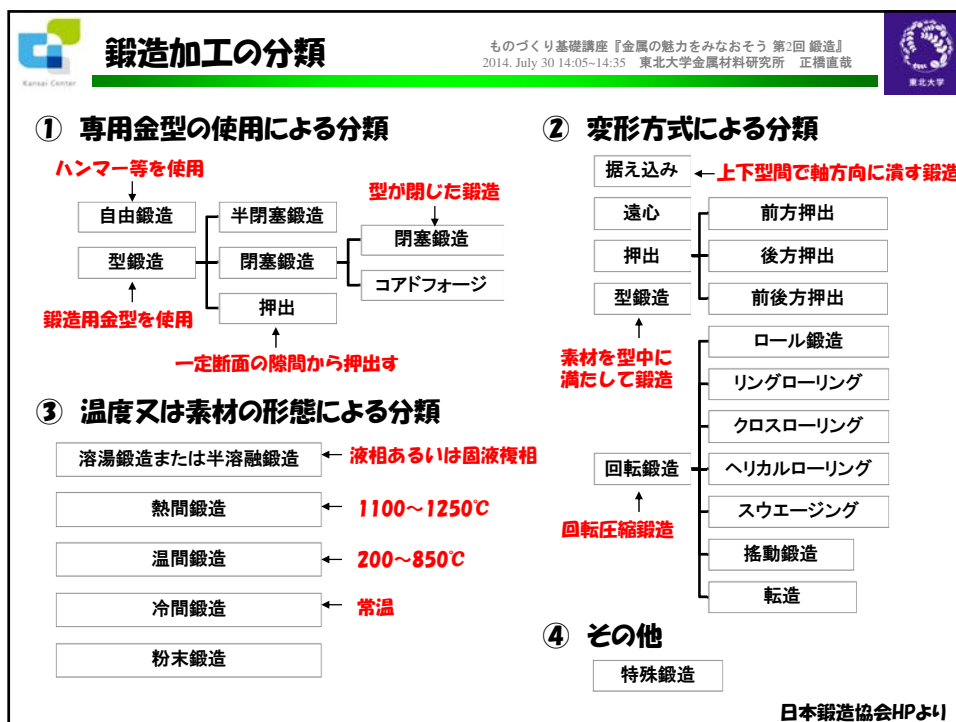 Kansai Center
鍛造加工の分類
ものづくり基礎講座『金属の魅力をみなおそう 第2回 鍛造』
2014. July 30 14:05~14:35 東北大学金属材料研究所 正橋直哉
東北大学
① 専用金型の使用による分類
ハンマー等を使用
自由鍛造
型鍛造
鍛造用金型を使用
半閉塞鍛造
閉塞鍛造
押出
一定断面の隙間から押出す
型が閉じた鍛造
閉塞鍛造
コアドフォージ
② 変形方式による分類
据え込み
←上下型間で軸方向に潰す鍛造
遠心
押出
前方押出
後方押出
前後方押出
型鍛造
素材を型中に
満たして鍛造
回転鍛造
回転圧縮鍛造
ロール鍛造
リングローリング
クロスローリング
ヘリカルローリング
スウエージング
揺動鍛造
転造
③ 温度又は素材の形態による分類
溶湯鍛造または半溶融鍛造 ← 液相あるいは固液複相
熱間鍛造 ← 1100～1250℃
温間鍛造 ← 200～850℃
冷間鍛造 ← 常温
粉末鍛造
④ その他
特殊鍛造
日本鍛造協会HPより